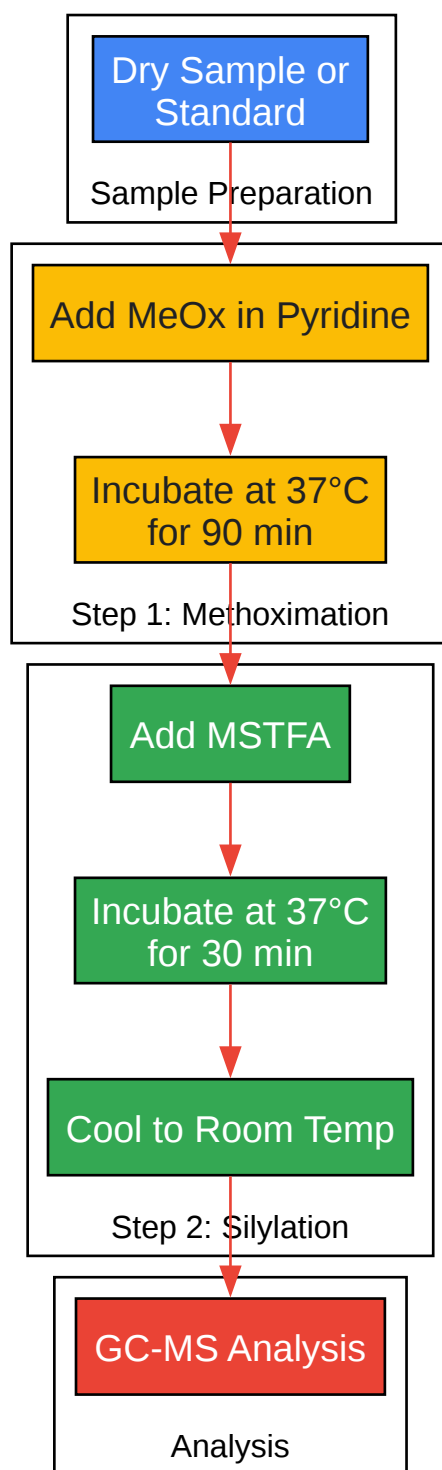 Dry Sample or
Standard
Sample Preparation
Add MeOx in Pyridine
Incubate at 37°C
for 90 min
Step 1: Methoximation
Add MSTFA
Incubate at 37°C
for 30 min
Cool to Room Temp
Step 2: Silylation
GC-MS Analysis
Analysis